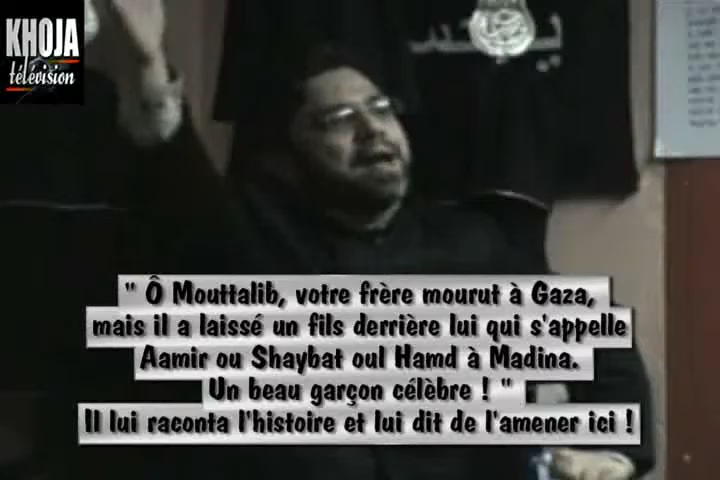 KHOJA
télévision
" Ô Mouttalib, votre frère mourut à Gaza,
mais il a laissé un fils derrière lui qui s'appelle
Aamir ou Shaybat oul Hamd à Madina.
Un beau garçon célèbre ! "
Il lui raconta l'histoire et lui dit de l'amener ici !